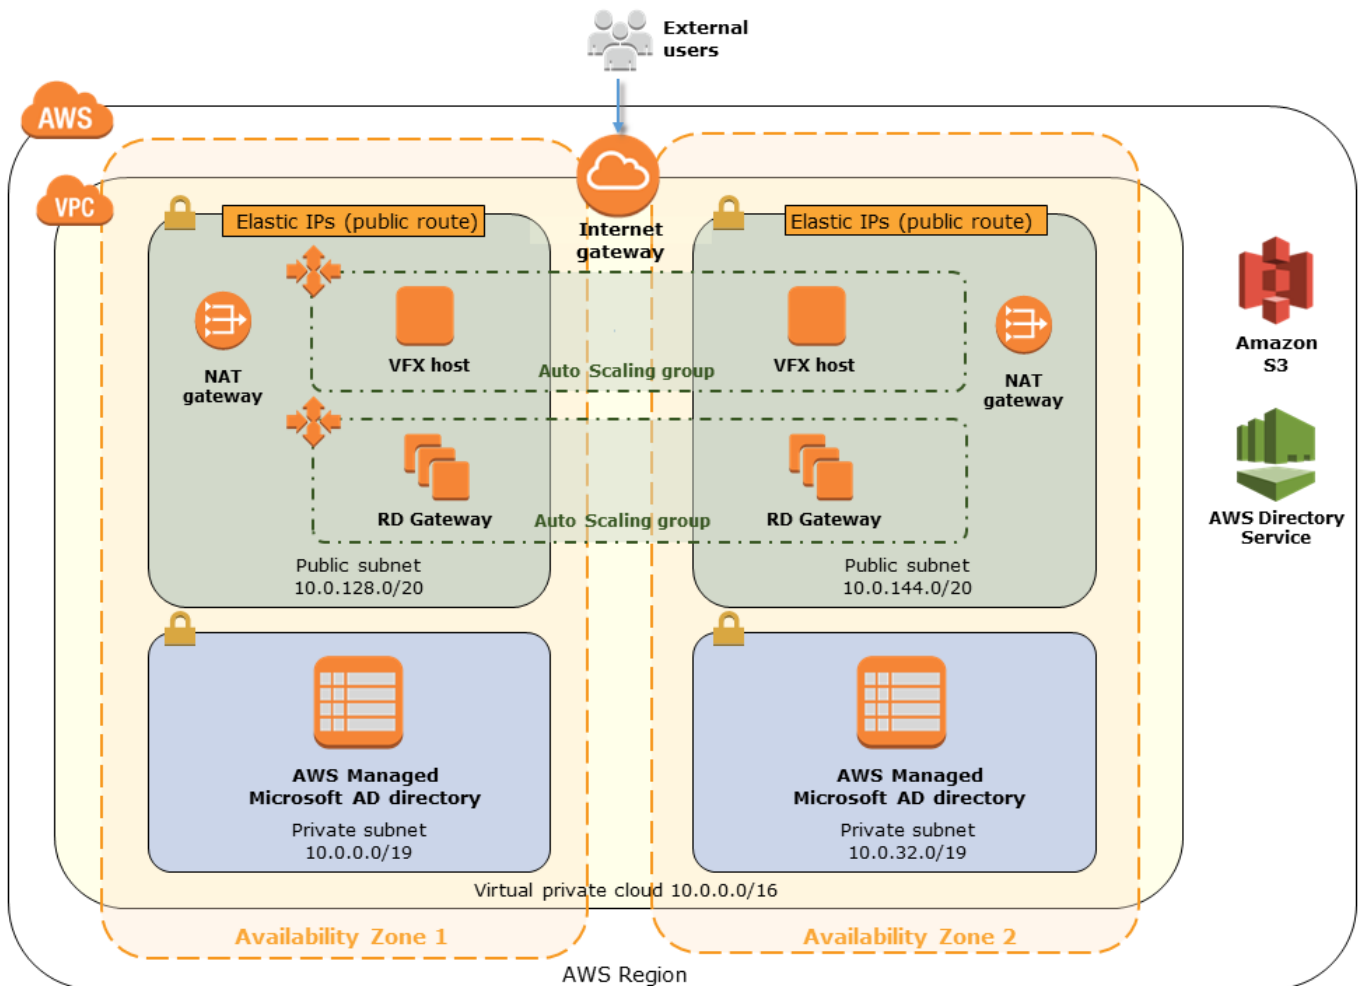 External
users
AWS
VPC
Elastic IPs (public route)
Elastic IPs (public route)
Internet
gateway
NAT
gateway
VFX host
Auto Scaling group
VFX host
NAT
gateway
RD Gateway
Auto Scaling group
RD Gateway
Public subnet
10.0.128.0/20
Public subnet
10.0.144.0/20
AWS Managed
Microsoft AD directory
Private subnet
10.0.0.0/19
AWS Managed
Microsoft AD directory
Private subnet
10.0.32.0/19
Virtual private cloud 10.0.0.0/16
Availability Zone 1
Availability Zone 2
AWS Region
Amazon
S3
AWS Directory
Service